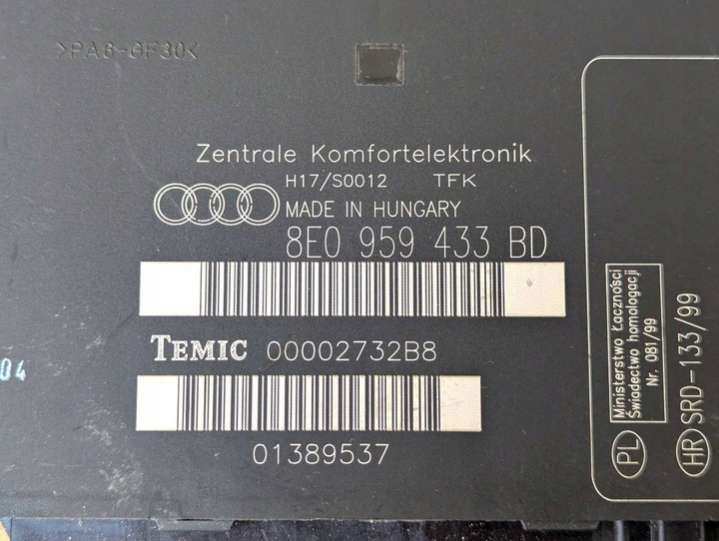 >PA6-GF30<
Zentrale Komfortelektronik
H17/S0012 TFK
MADE IN HUNGARY
8E0 959 433 BD
TEMIC 00002732B8
01389537
04
PL
Ministerstwo Łączności
Świadectwo homologacji
Nr. 081/99
HR SRD-133/99